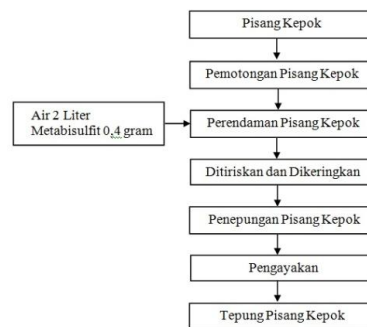 Pisang Kepok
Pemotongan Pisang Kepok
Air 2 Liter
Metabisulfit 0,4 gram
Perendaman Pisang Kepok
Ditiriskan dan Dikeringkan
Penepungan Pisang Kepok
Pengayakan
Tepung Pisang Kepok